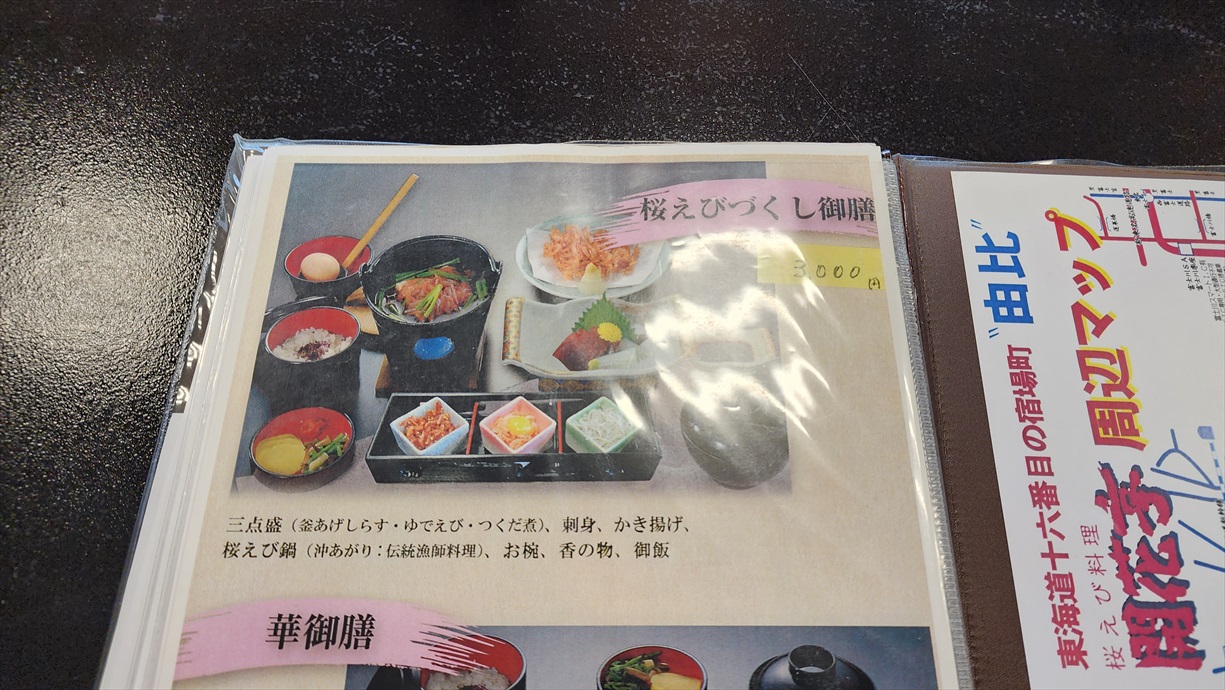 桜えびづくし御膳
3000円
三点盛（釜あげしらす・ゆでえび・つくだ煮）、刺身、かき揚げ、
桜えび鍋（沖あがり：伝統漁師料理）、お椀、香の物、御飯
華御膳
東海道十六番目の宿場町
〝由比〟
周辺マップ
桜えび料理
開花亭